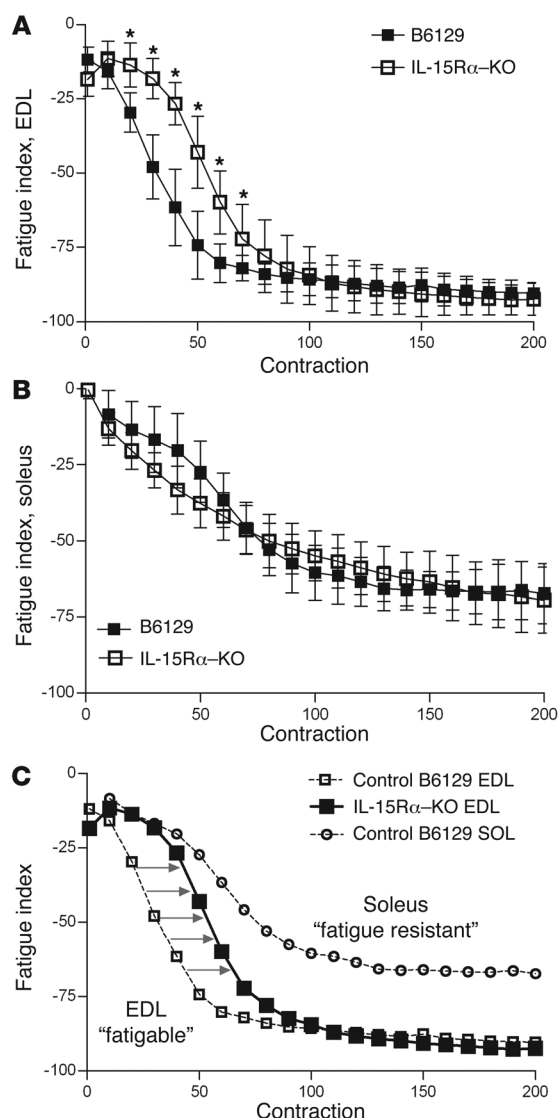 A
0
-25
-50
-75
-100
Fatigue index, EDL
B6129
IL-15Rα–KO
* * * * * *
0 50 100 150 200
Contraction
B
0
-25
-50
-75
-100
Fatigue index, soleus
B6129
IL-15Rα–KO
0 50 100 150 200
Contraction
C
0
-25
-50
-75
-100
Fatigue index
Control B6129 EDL
IL-15Rα–KO EDL
Control B6129 SOL
Soleus
“fatigue resistant”
EDL
“fatigable”
0 50 100 150 200
Contraction